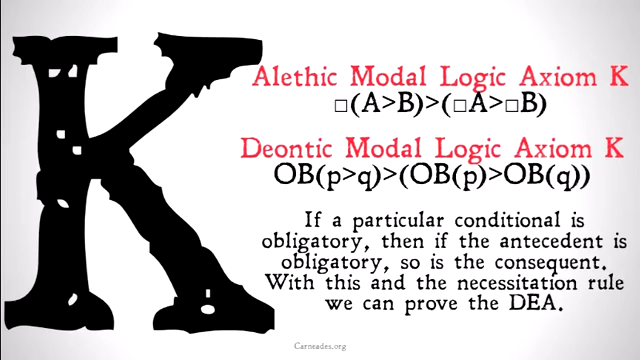 K
Alethic Modal Logic Axiom K
□(A>B)>(□A>□B)
Deontic Modal Logic Axiom K
OB(p>q)>(OB(p)>OB(q))
If a particular conditional is
obligatory, then if the antecedent is
obligatory, so is the consequent.
With this and the necessitation rule
we can prove the DEA.
Carneades.org